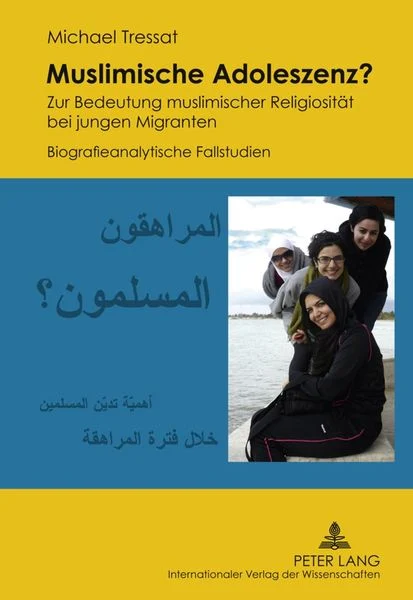 Michael Tressat
Muslimische Adoleszenz?
Zur Bedeutung muslimischer Religiosität
bei jungen Migranten
Biografieanalytische Fallstudien
المراهقون
المسلمون؟
أهميّة تديّن المسلمين
خلال فترة المراهقة
PETER LANG
Internationaler Verlag der Wissenschaften